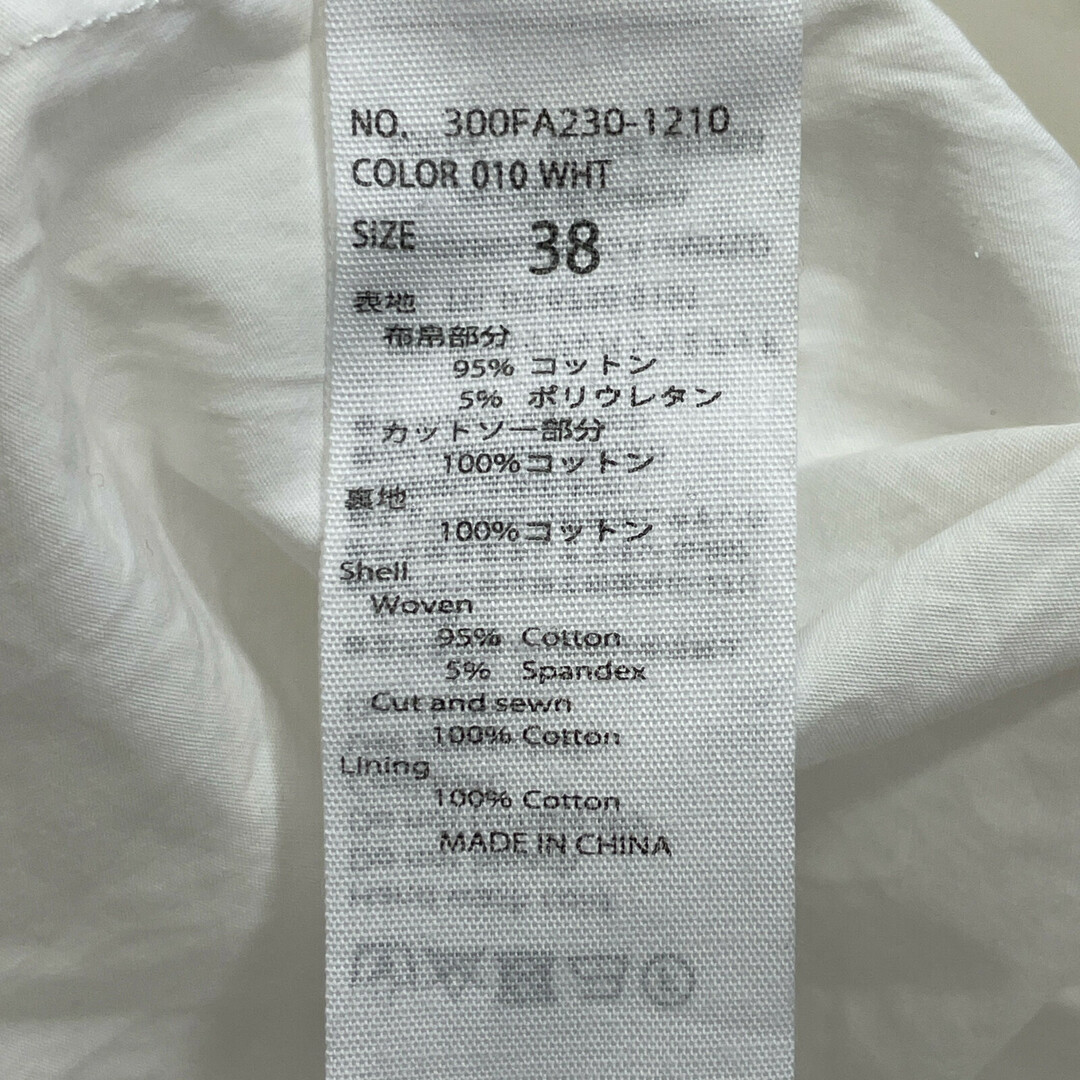 NO. 300FA230-1210
COLOR 010 WHT
SIZE 38
表地
布帛部分
95% コットン
5% ポリウレタン
カットソー部分
100% コットン
裏地
100% コットン
Shell
Woven
95% Cotton
5% Spandex
Cut and sewn
100% Cotton
Lining
100% Cotton
MADE IN CHINA